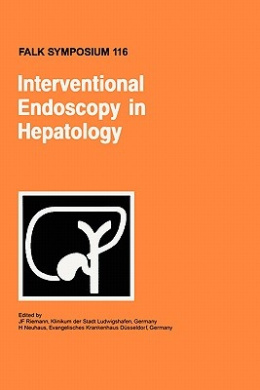 FALK SYMPOSIUM 116
Interventional
Endoscopy in
Hepatology
Edited by
JF Riemann, Klinikum der Stadt Ludwigshafen, Germany
H Neuhaus, Evangelisches Krankenhaus Düsseldorf, Germany